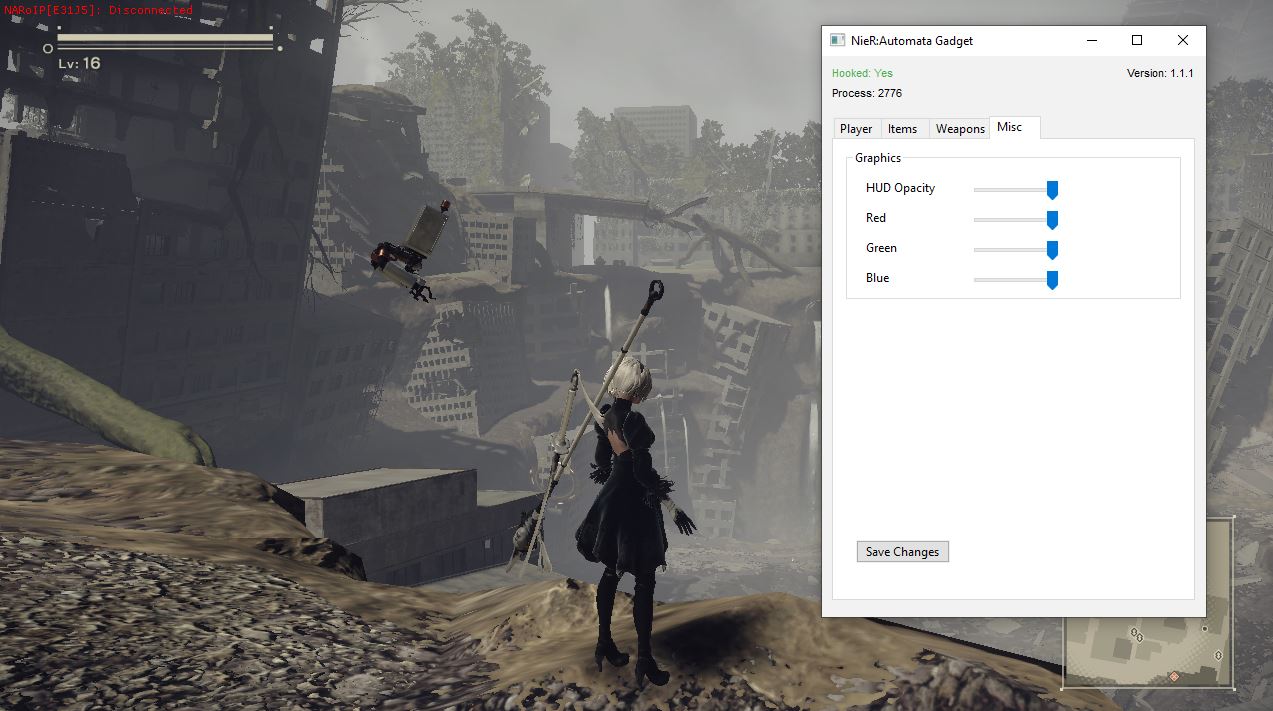 NARoIP[E31J5]: Disconnected
Lv: 16
NieR:Automata Gadget
Hooked: Yes
Version: 1.1.1
Process: 2776
Player
Items
Weapons
Misc
Graphics
HUD Opacity
Red
Green
Blue
Save Changes